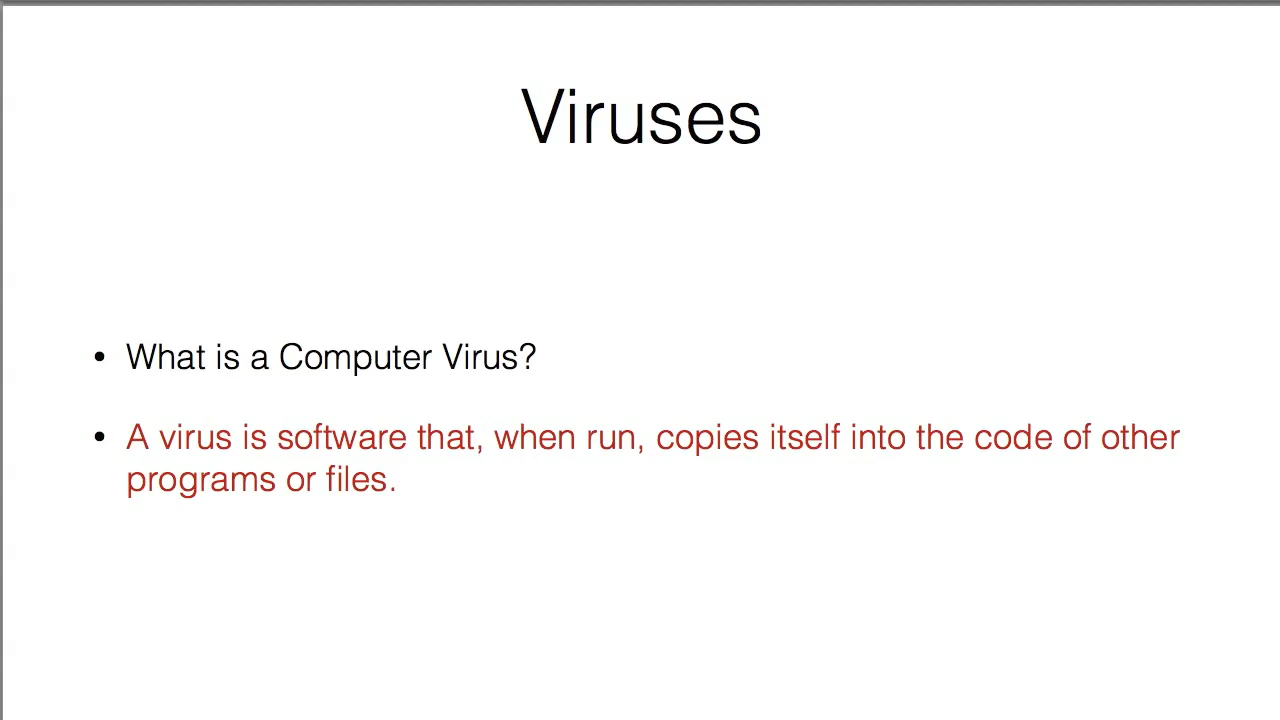 Viruses
• What is a Computer Virus?
• A virus is software that, when run, copies itself into the code of other
programs or files.